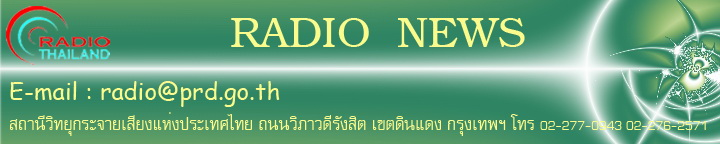 RADIO
THAILAND
RADIO NEWS
E-mail : radio@prd.go.th
สถานีวิทยุกระจายเสียงแห่งประเทศไทย ถนนวิภาวดีรังสิต เขตดินแดง กรุงเทพฯ โทร 02-277-0943 02-276-2571